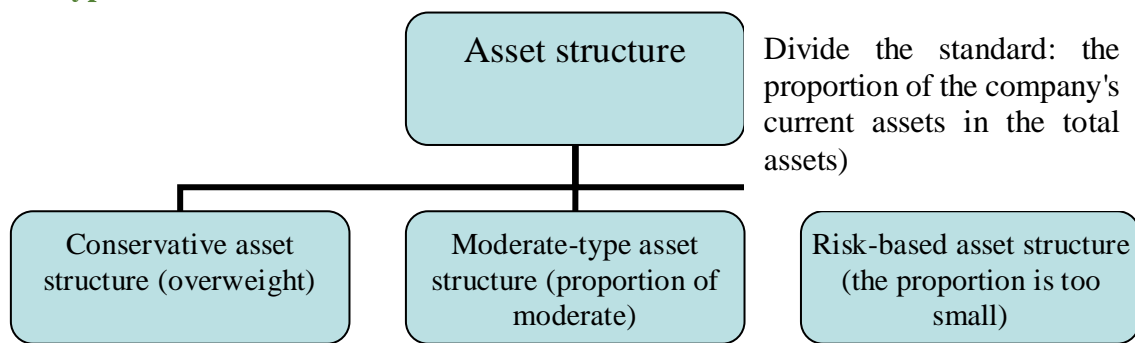 Asset structure
Divide the standard: the
proportion of the company's
current assets in the total
assets)
Conservative asset
structure (overweight)
Moderate-type asset
structure (proportion of
moderate)
Risk-based asset structure
(the proportion is too
small)